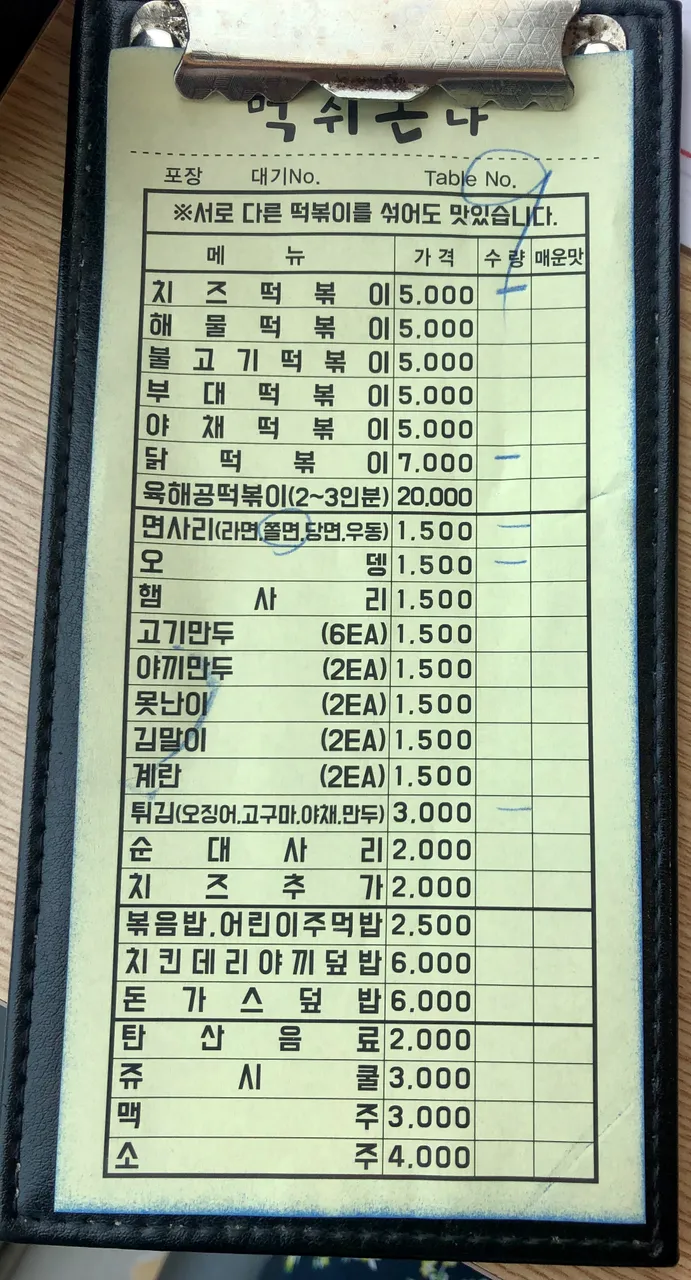 먹쉬돈나
포장 대기No. Table No.
※서로 다른 떡볶이를 섞어도 맛있습니다.
메 뉴 가 격 수 량 매운맛
치 즈 떡 볶 이 5.000 -
해 물 떡 볶 이 5.000
불 고 기 떡 볶 이 5.000
부 대 떡 볶 이 5.000
야 채 떡 볶 이 5.000
닭 떡 볶 이 7.000 -
육해공떡볶이(2~3인분) 20.000
면사리(라면,쫄면,당면,우동) 1.500 -
오 뎅 1.500 -
햄 사 리 1.500
고기만두 (6EA) 1.500
야끼만두 (2EA) 1.500
못난이 (2EA) 1.500
김말이 (2EA) 1.500
계란 (2EA) 1.500
튀김(오징어,고구마,야채,만두) 3.000 -
순 대 사 리 2.000
치 즈 추 가 2.000
볶음밥,어린이주먹밥 2.500
치 킨 데 리 야 끼 덮 밥 6.000
돈 가 스 덮 밥 6.000
탄 산 음 료 2.000
쥬 시 쿨 3.000
맥 주 3.000
소 주 4.000